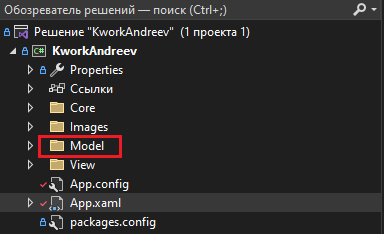 Обозреватель решений — поиск (Ctrl+;)
Решение "KworkAndreev" (1 проекта 1)
KworkAndreev
Properties
Ссылки
Core
Images
Model
View
App.config
App.xaml
packages.config